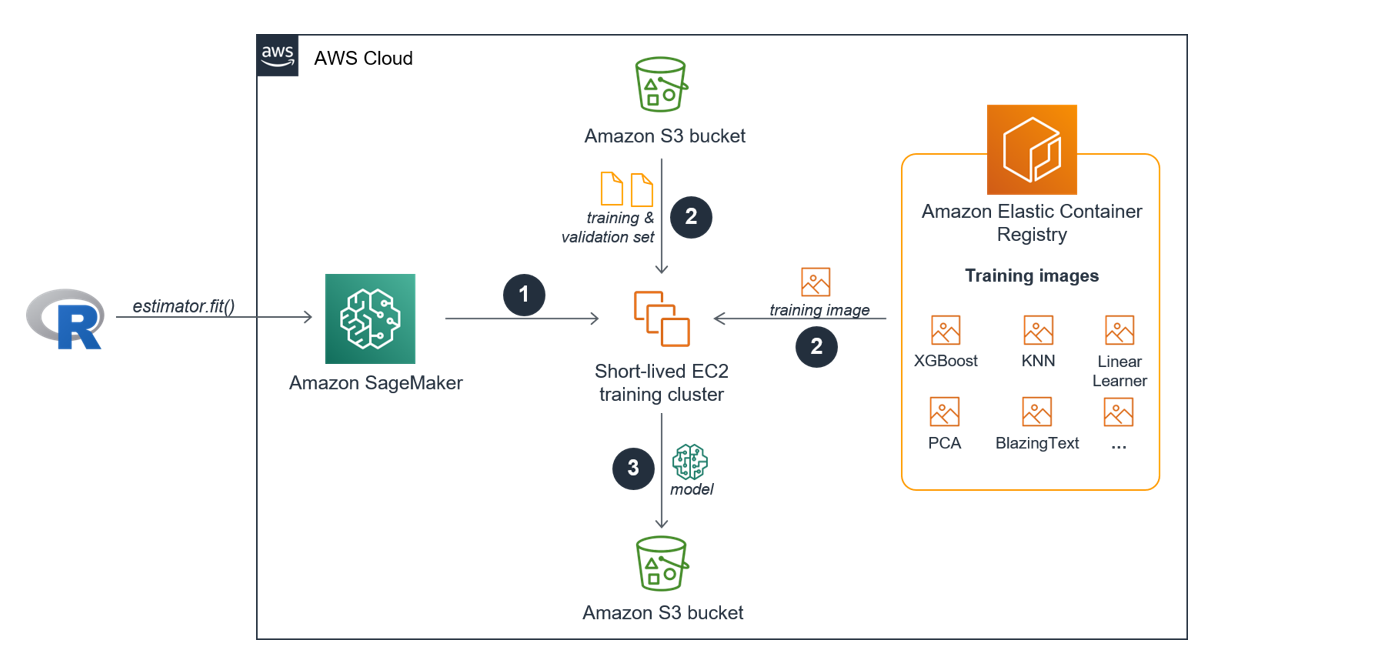 aws
AWS Cloud
Amazon S3 bucket
training &
validation set
2
Amazon Elastic Container
Registry
Training images
XGBoost
KNN
Linear
Learner
PCA
BlazingText
...
R
estimator.fit()
Amazon SageMaker
1
Short-lived EC2
training cluster
training image
2
3
model
Amazon S3 bucket